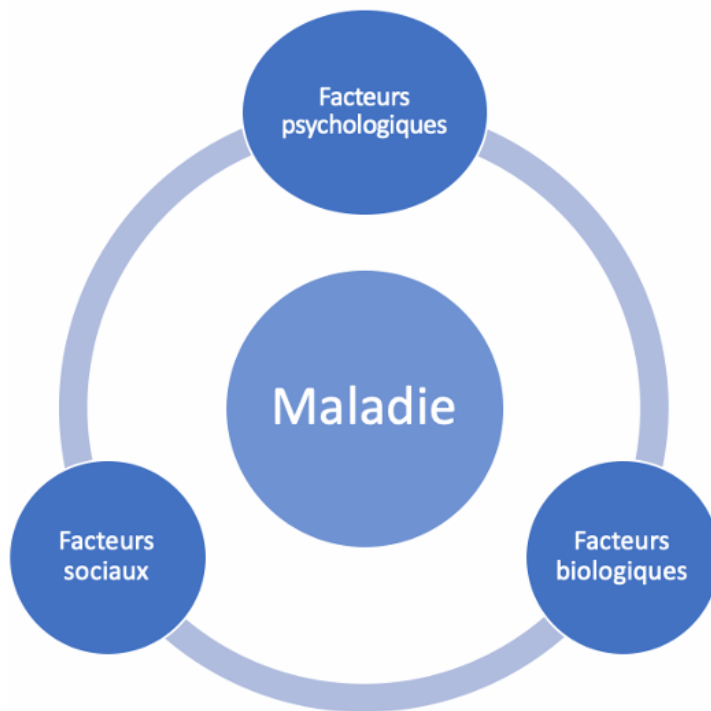 Facteurs
psychologiques
Maladie
Facteurs
sociaux
Facteurs
biologiques